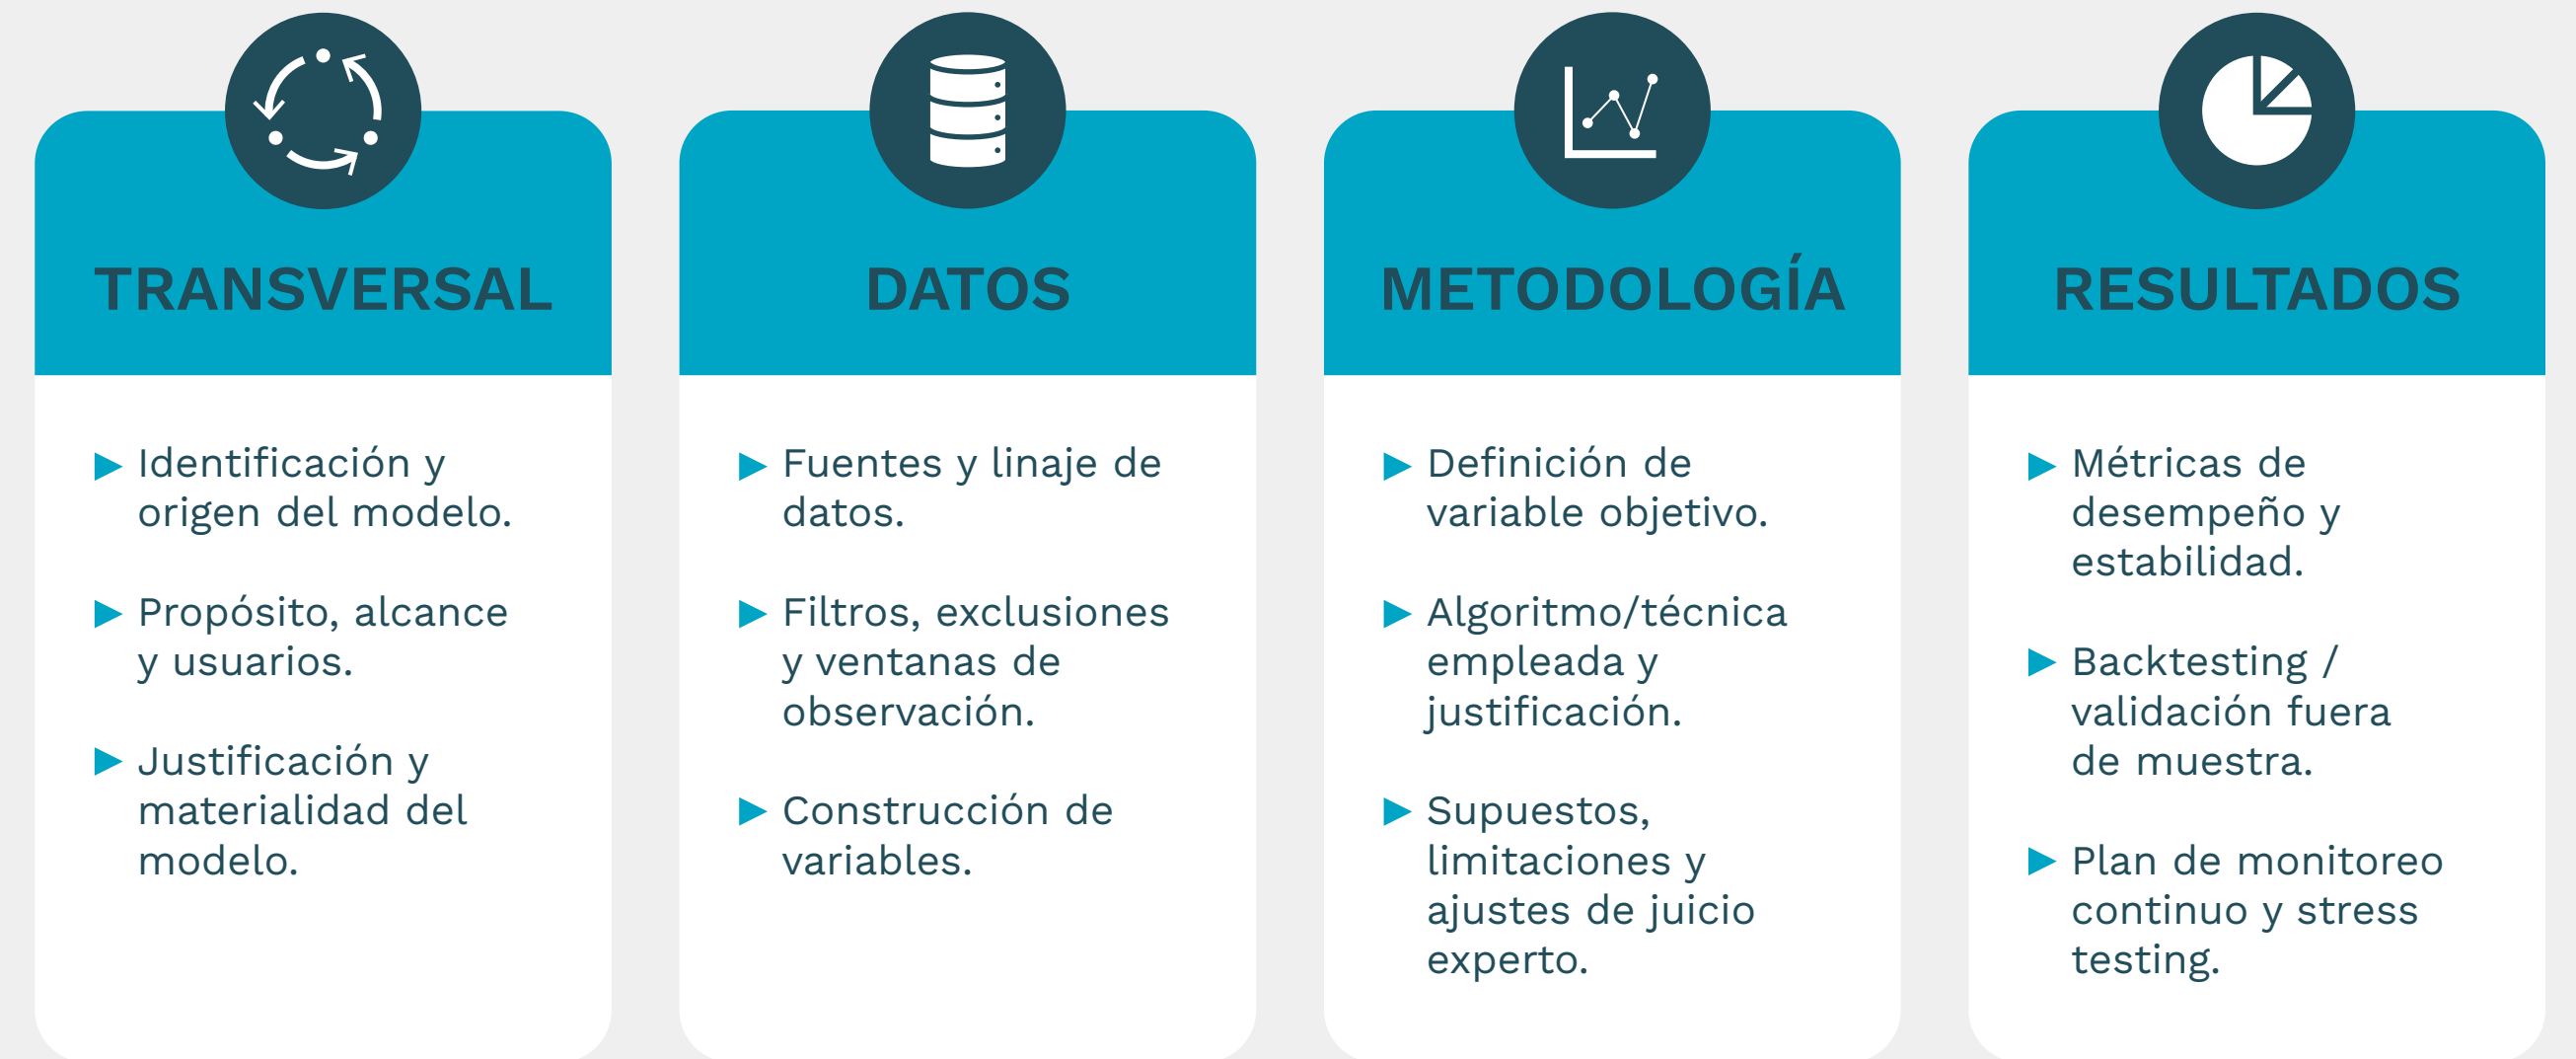 TRANSVERSAL
Identificación y
origen del modelo.
Propósito, alcance
y usuarios.
Justificación y
materialidad del
modelo.
DATOS
Fuentes y linaje de
datos.
Filtros, exclusiones
y ventanas de
observación.
Construcción de
variables.
METODOLOGÍA
Definición de
variable objetivo.
Algoritmo/técnica
empleada y
justificación.
Supuestos,
limitaciones y
ajustes de juicio
experto.
RESULTADOS
Métricas de
desempeño y
estabilidad.
Backtesting /
validación fuera
de muestra.
Plan de monitoreo
continuo y stress
testing.